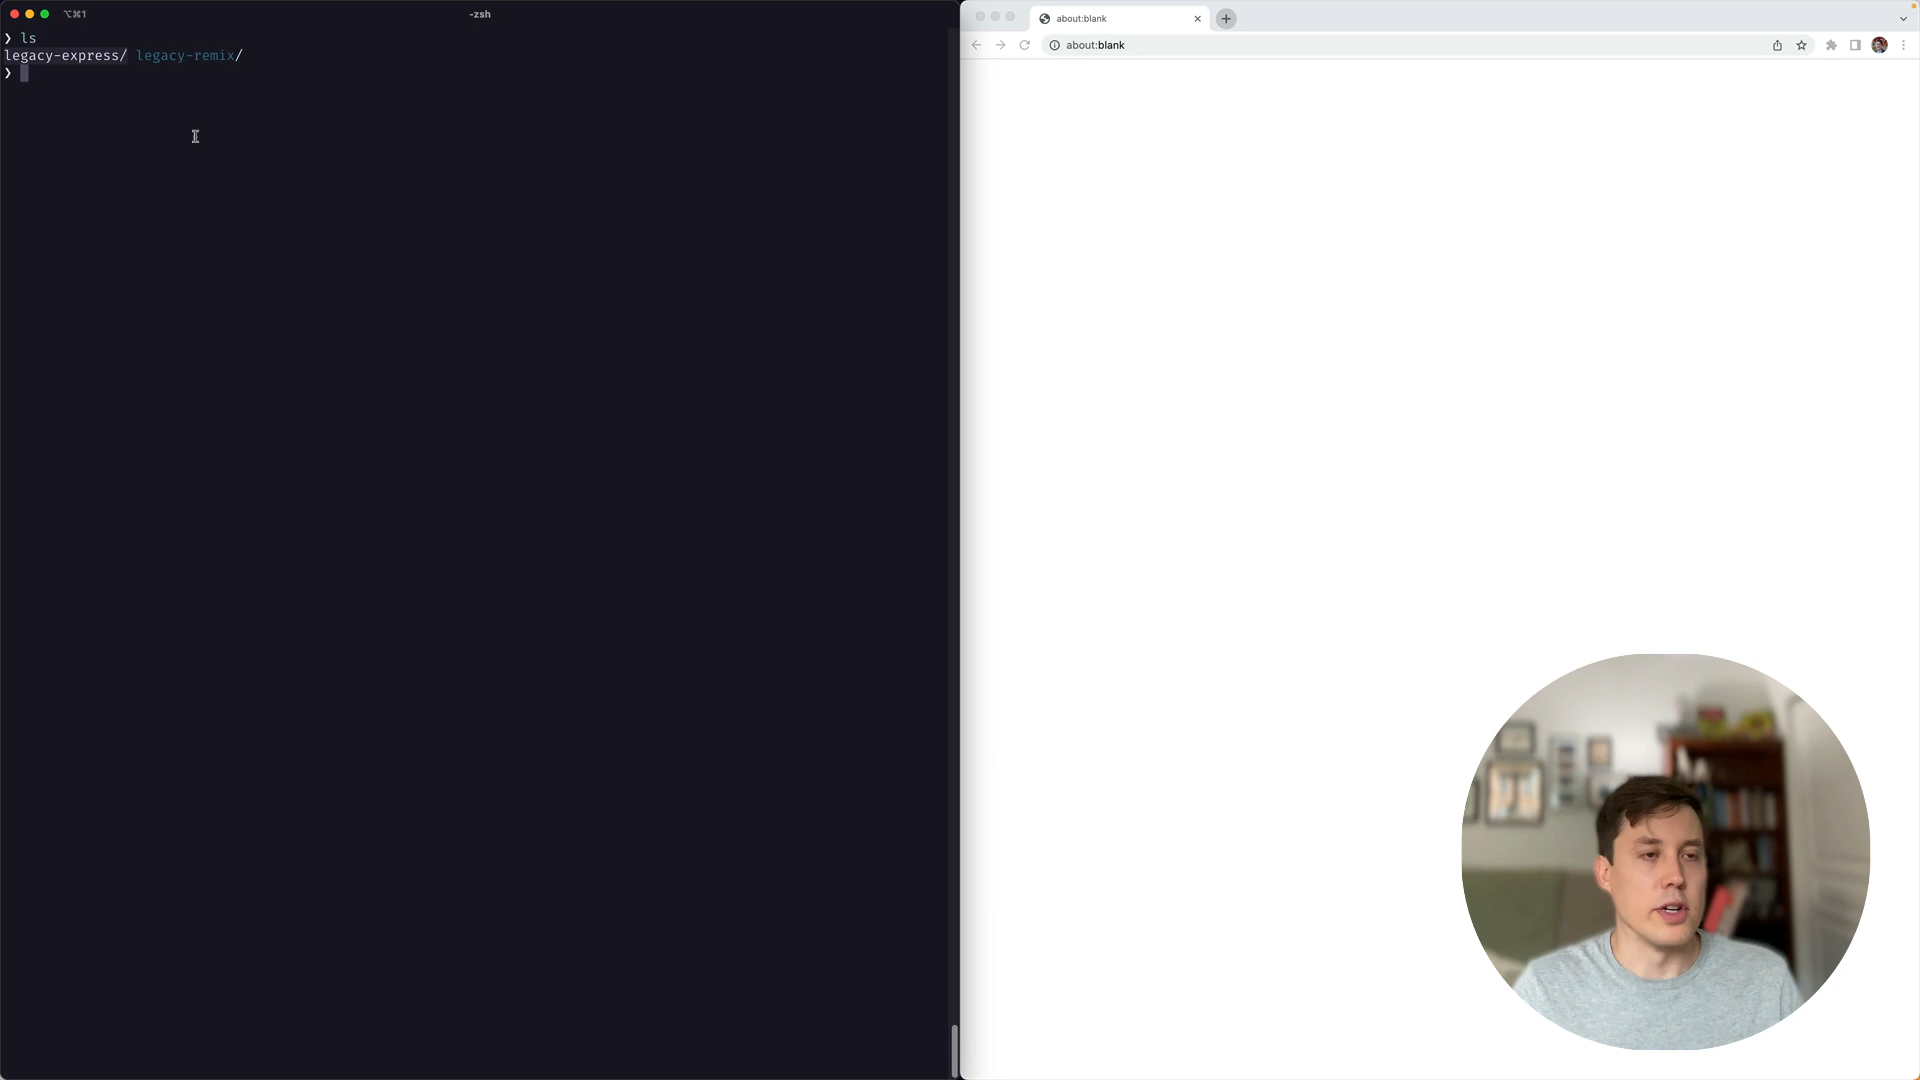 ⌥⌘1
-zsh
❯ ls
legacy-express/ legacy-remix/
❯
about:blank
about:blank